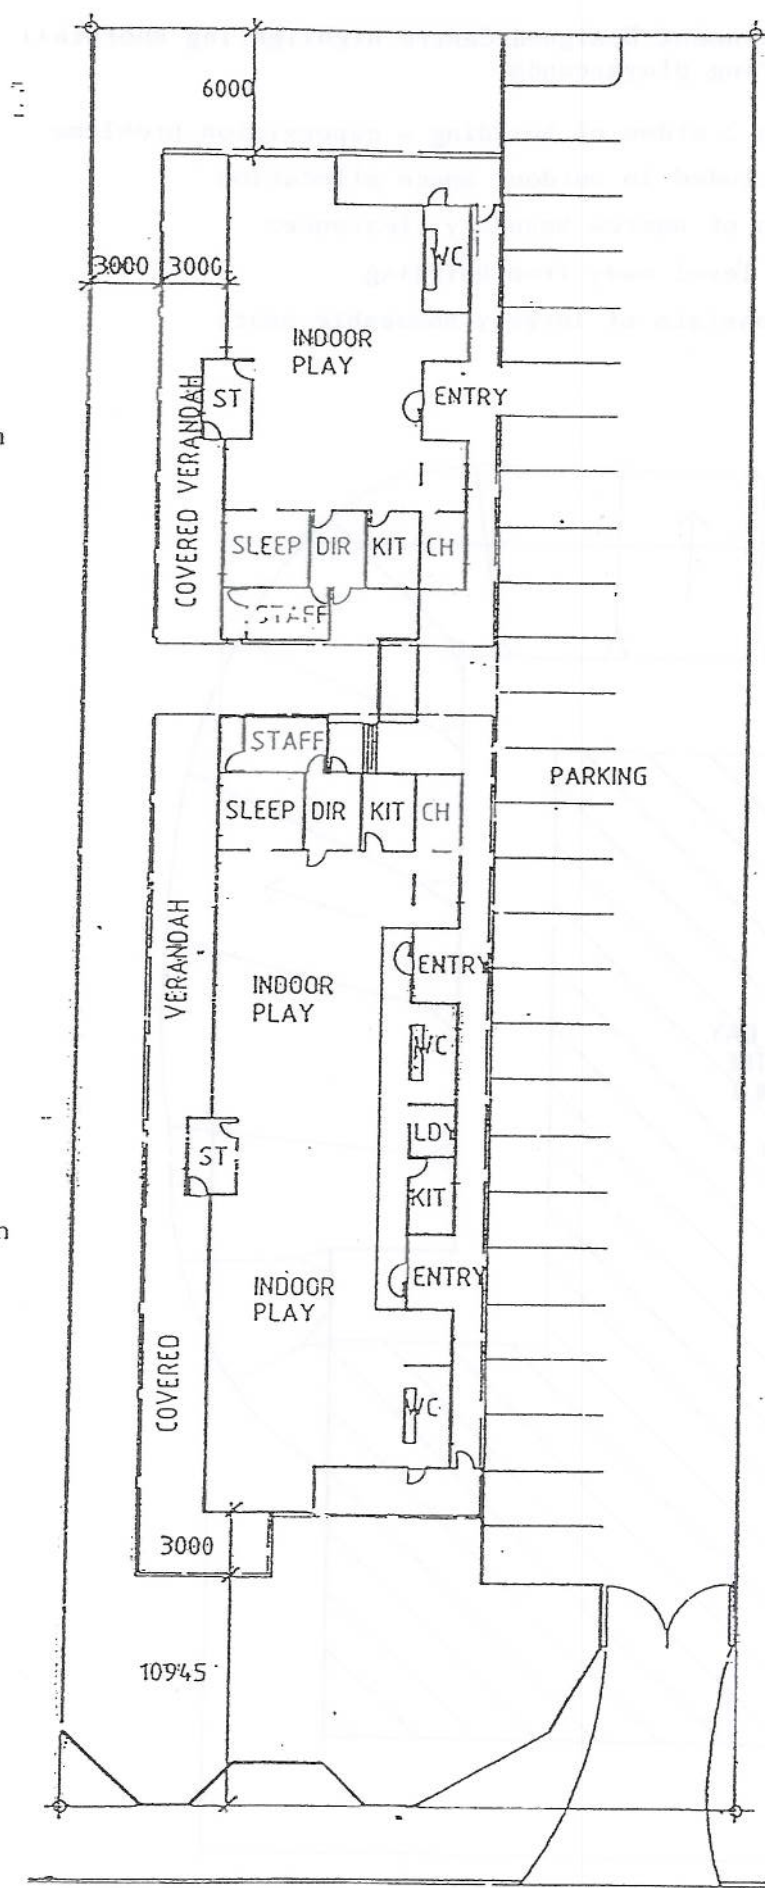 6000
3000
3000
WC
INDOOR
PLAY
ST
ENTRY
COVERED VERANDAH
SLEEP
DIR
KIT
CH
STAFF
STAFF
PARKING
SLEEP
DIR
KIT
CH
VERANDAH
ENTRY
INDOOR
PLAY
WC
LDY
ST
KIT
INDOOR
PLAY
ENTRY
COVERED
WC
3000
10945